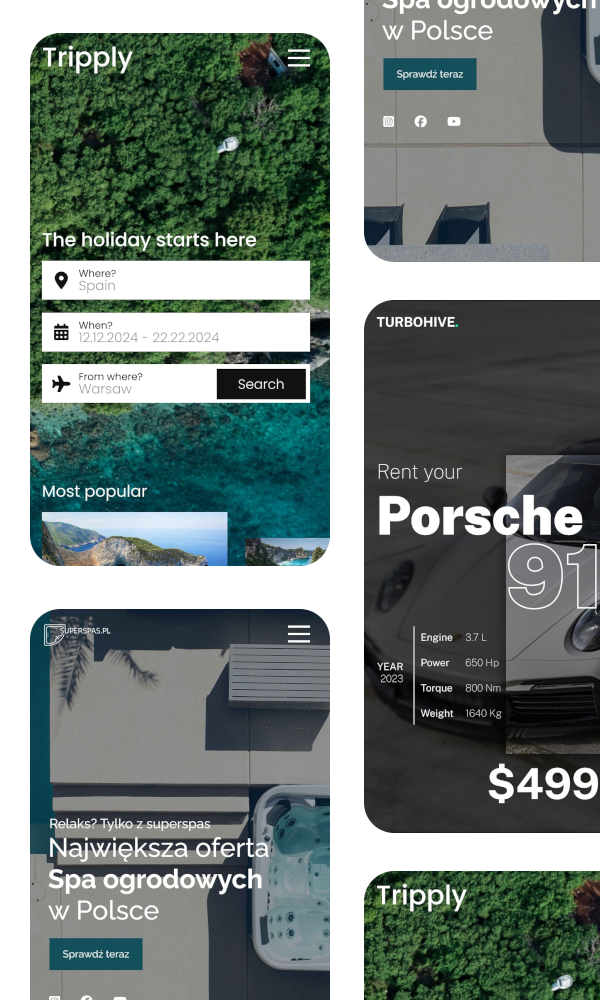 Tripply
The holiday starts here
Where?
Spain
When?
12.12.2024 - 22.22.2024
From where?
Warsaw
Search
Most popular
SUPERSPAS.PL
Relaks? Tylko z superspas
Największa oferta
Spa ogrodowych
w Polsce
Sprawdź teraz
Spa ogrodowych
w Polsce
Sprawdź teraz
TURBOHIVE.
Rent your
Porsche
91
YEAR
2023
Engine 3.7 L
Power 650 Hp
Torque 800 Nm
Weight 1640 Kg
$499
Tripply